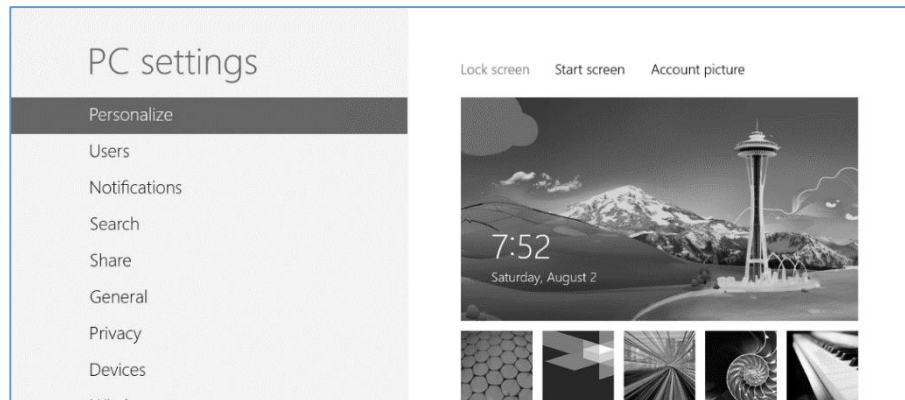 PC settings
Personalize
Users
Notifications
Search
Share
General
Privacy
Devices
Lock screen Start screen Account picture
7:52
Saturday, August 2